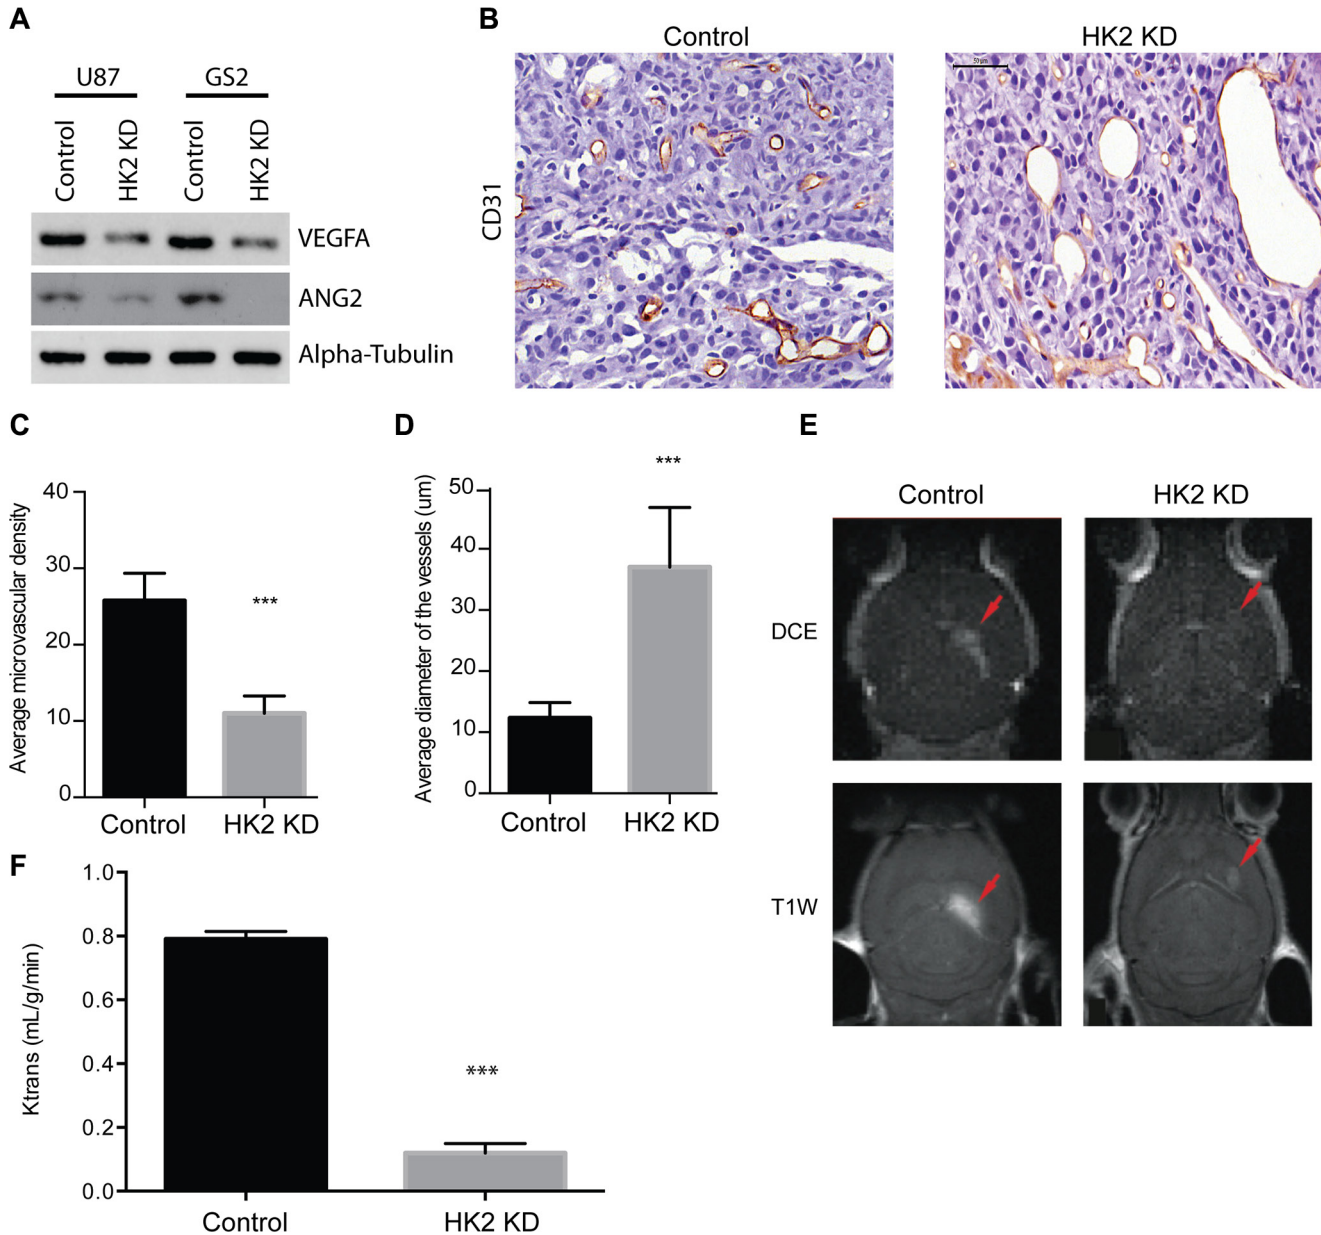 A
U87 GS2
Control HK2 KD Control HK2 KD
VEGFA
ANG2
Alpha-Tubulin
B
Control HK2 KD
CD31
50 µm
C
Average microvascular density
40
30
20
10
0
Control HK2 KD
***
D
Average diameter of the vessels (um)
50
40
30
20
10
0
Control HK2 KD
***
E
Control HK2 KD
DCE
T1W
F
Ktrans (mL/g/min)
1.0
0.8
0.6
0.4
0.2
0.0
Control HK2 KD
***